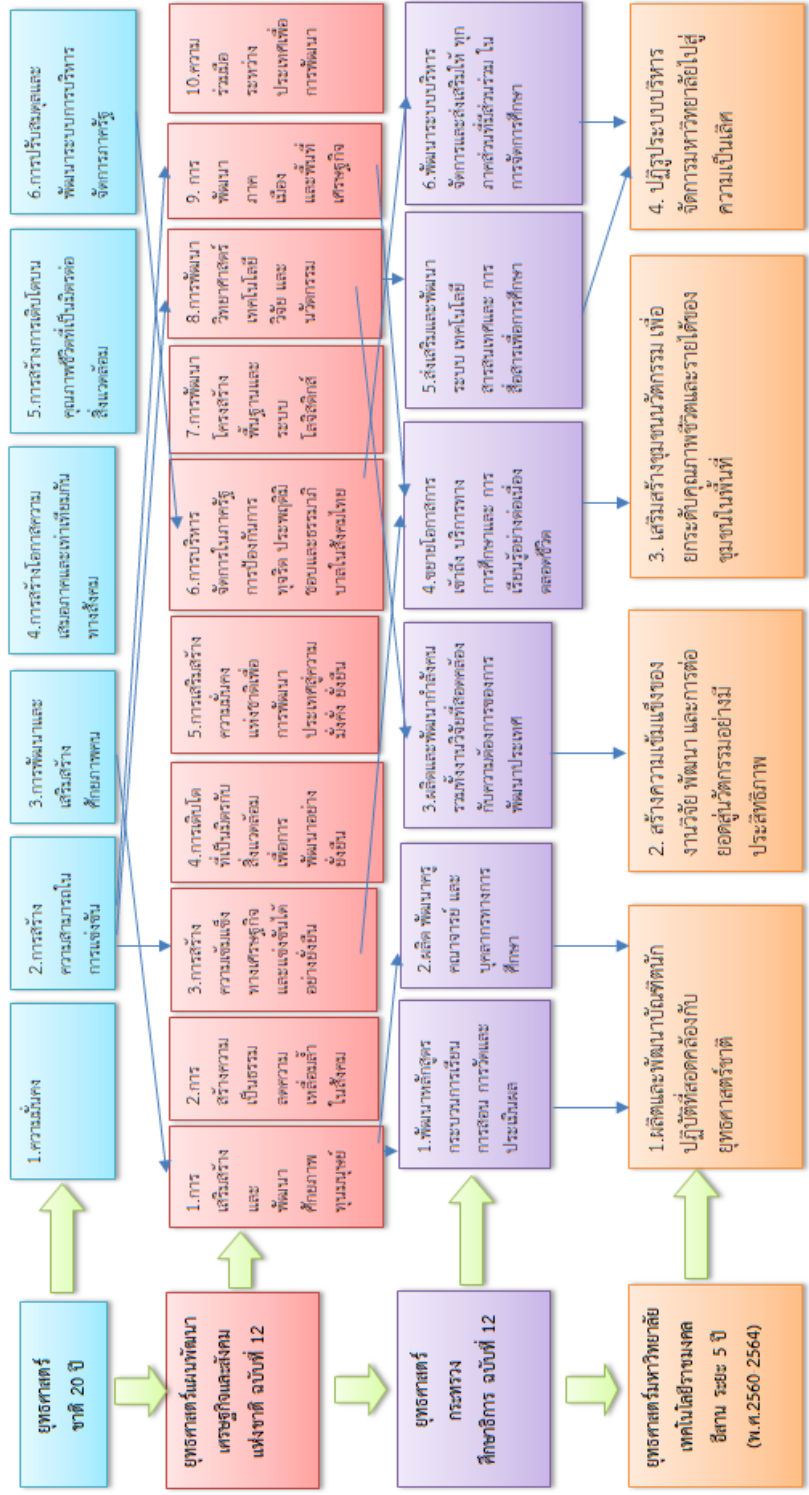 ยุทธศาสตร์
ชาติ 20 ปี
1.ความมั่นคง
2.การสร้าง
ความสามารถใน
การแข่งขัน
3.การพัฒนาและ
เสริมสร้าง
ศักยภาพคน
4.การสร้างโอกาสความ
เสมอภาคและเท่าเทียมกัน
ทางสังคม
5.การสร้างการเติบโตบน
คุณภาพชีวิตที่เป็นมิตรต่อ
สิ่งแวดล้อม
6.การปรับสมดุลและ
พัฒนาระบบการบริหาร
จัดการภาครัฐ
ยุทธศาสตร์แผนพัฒนา
เศรษฐกิจและสังคม
แห่งชาติ ฉบับที่ 12
1.การ
เสริมสร้าง
และ
พัฒนา
ศักยภาพ
ทุนมนุษย์
2.การ
สร้างความ
เป็นธรรม
ลดความ
เหลื่อมล้ำ
ในสังคม
3.การสร้าง
ความเข้มแข็ง
ทางเศรษฐกิจ
และแข่งขันได้
อย่างยั่งยืน
4.การเติบโต
ที่เป็นมิตรกับ
สิ่งแวดล้อม
เพื่อการ
พัฒนาอย่าง
ยั่งยืน
5.การเสริมสร้าง
ความมั่นคง
แห่งชาติเพื่อ
การพัฒนา
ประเทศสู่ความ
มั่งคั่ง ยั่งยืน
6.การบริหาร
จัดการในภาครัฐ
การป้องกันการ
ทุจริต ประพฤติมิ
ชอบและธรรมาภิ
บาลในสังคมไทย
7.การพัฒนา
โครงสร้าง
พื้นฐานและ
ระบบ
โลจิสติกส์
8.การพัฒนา
วิทยาศาสตร์
เทคโนโลยี
วิจัย และ
นวัตกรรม
9. การ
พัฒนา
ภาค
เมือง
และพื้นที่
เศรษฐกิจ
10.ความ
ร่วมมือ
ระหว่าง
ประเทศเพื่อ
การพัฒนา
ยุทธศาสตร์
กระทรวง
ศึกษาธิการ ฉบับที่ 12
1.พัฒนาหลักสูตร
กระบวนการเรียน
การสอน การวัดและ
ประเมินผล
2.ผลิต พัฒนาครู
คณาจารย์ และ
บุคลากรทางการ
ศึกษา
3.ผลิตและพัฒนากำลังคน
รวมทั้งงานวิจัยที่สอดคล้อง
กับความต้องการของการ
พัฒนาประเทศ
4.ขยายโอกาสการ
เข้าถึง บริการทาง
การศึกษาและ การ
เรียนรู้อย่างต่อเนื่อง
ตลอดชีวิต
5.ส่งเสริมและพัฒนา
ระบบ เทคโนโลยี
สารสนเทศและ การ
สื่อสารเพื่อการศึกษา
6.พัฒนาระบบบริหาร
จัดการและส่งเสริมให้ ทุก
ภาคส่วนที่มีส่วนร่วม ใน
การจัดการศึกษา
ยุทธศาสตร์มหาวิทยาลัย
เทคโนโลยีราชมงคล
อีสาน ระยะ 5 ปี
(พ.ศ.2560 2564)
1.ผลิตและพัฒนาบัณฑิตนัก
ปฏิบัติที่สอดคล้องกับ
ยุทธศาสตร์ชาติ
2. สร้างความเข้มแข็งของ
งานวิจัย พัฒนา และการต่อ
ยอดสู่นวัตกรรมอย่างมี
ประสิทธิภาพ
3. เสริมสร้างชุมชนนวัตกรรม เพื่อ
ยกระดับคุณภาพชีวิตและรายได้ของ
ชุมชนในพื้นที่
4. ปฏิรูประบบบริหาร
จัดการมหาวิทยาลัยไปสู่
ความเป็นเลิศ